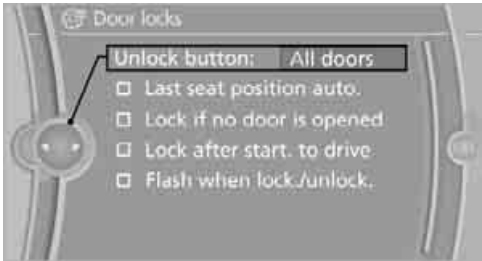 Door locks
Unlock button: All doors
Last seat position auto.
Lock if no door is opened
Lock after start. to drive
Flash when lock./unlock.